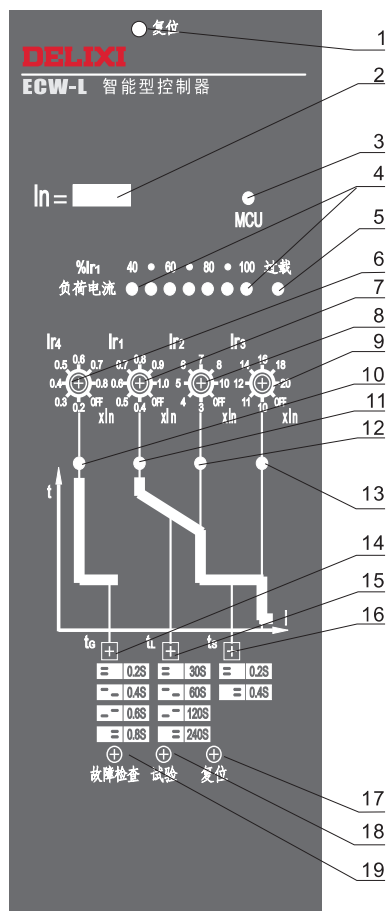 复位
1
DELIXI
ECW-L 智能型控制器
2
In=
3
MCU
4
%Ir1 40 60 80 100 过载
5
负荷电流
6
7
Ir4 Ir1 Ir2 Ir3
8
0.3 0.4 0.5 0.6 0.7 0.8 OFF 0.2
0.5 0.6 0.7 0.8 0.9 1.0 OFF 0.4
4 5 6 7 8 10 OFF 3
11 12 14 16 18 20 OFF 10
9
xIn xIn xIn xIn
10
11
12
13
t
I
14
15
16
tG tL tS
0.2S 30S 0.2S
0.4S 60S 0.4S
0.6S 120S
0.8S 240S
故障检查 试验 复位
17
18
19